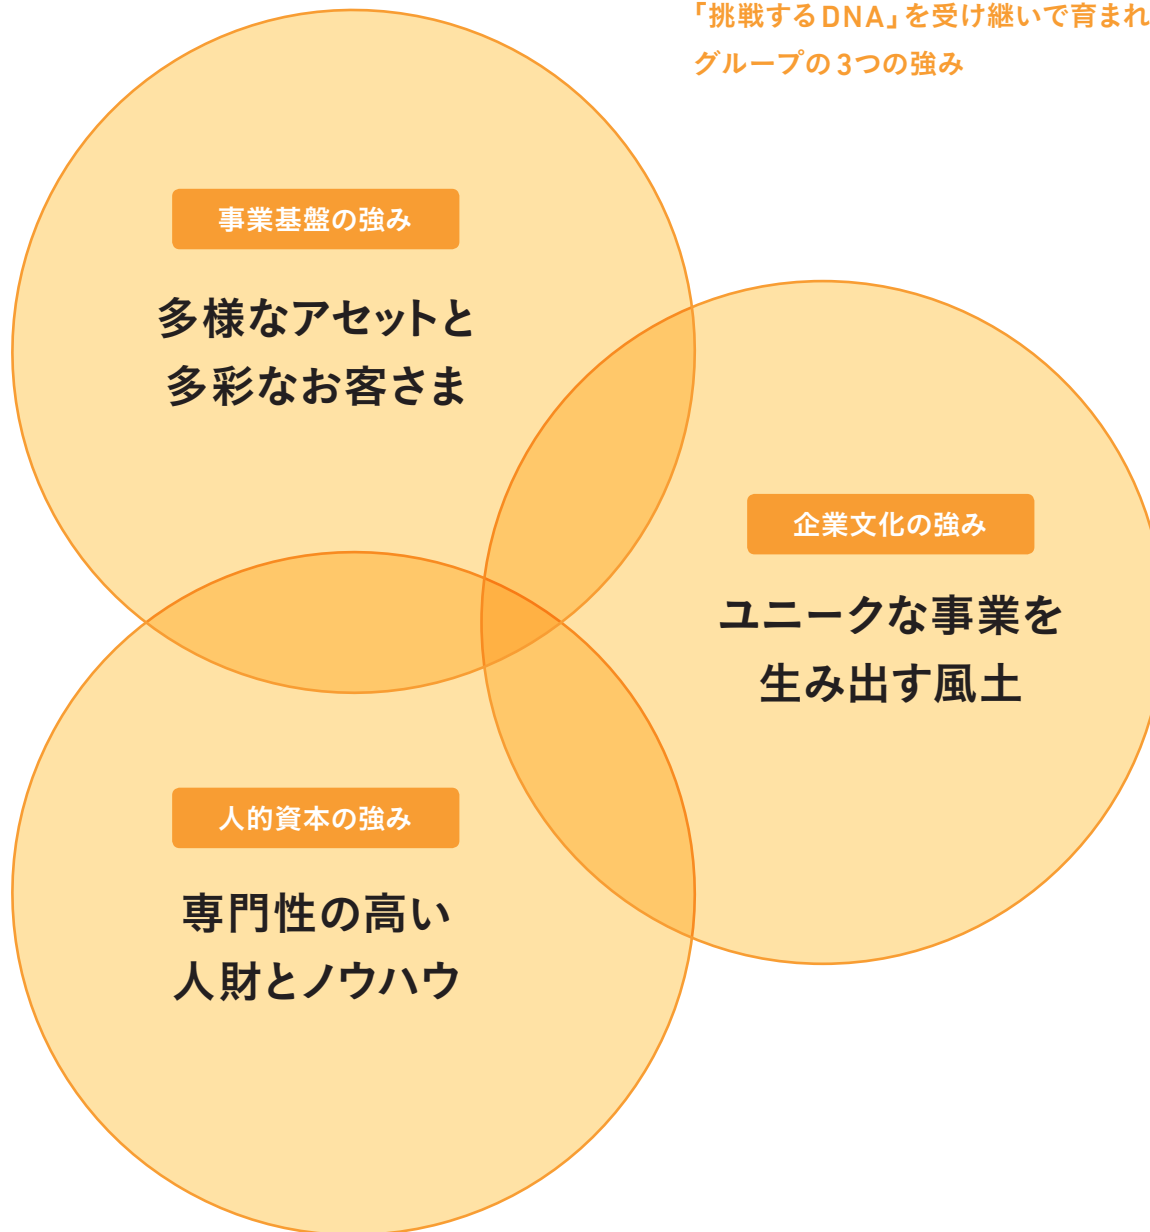 「挑戦するDNA」を受け継いで育まれ
グループの3つの強み
事業基盤の強み
多様なアセットと
多彩なお客さま
企業文化の強み
ユニークな事業を
生み出す風土
人的資本の強み
専門性の高い
人財とノウハウ